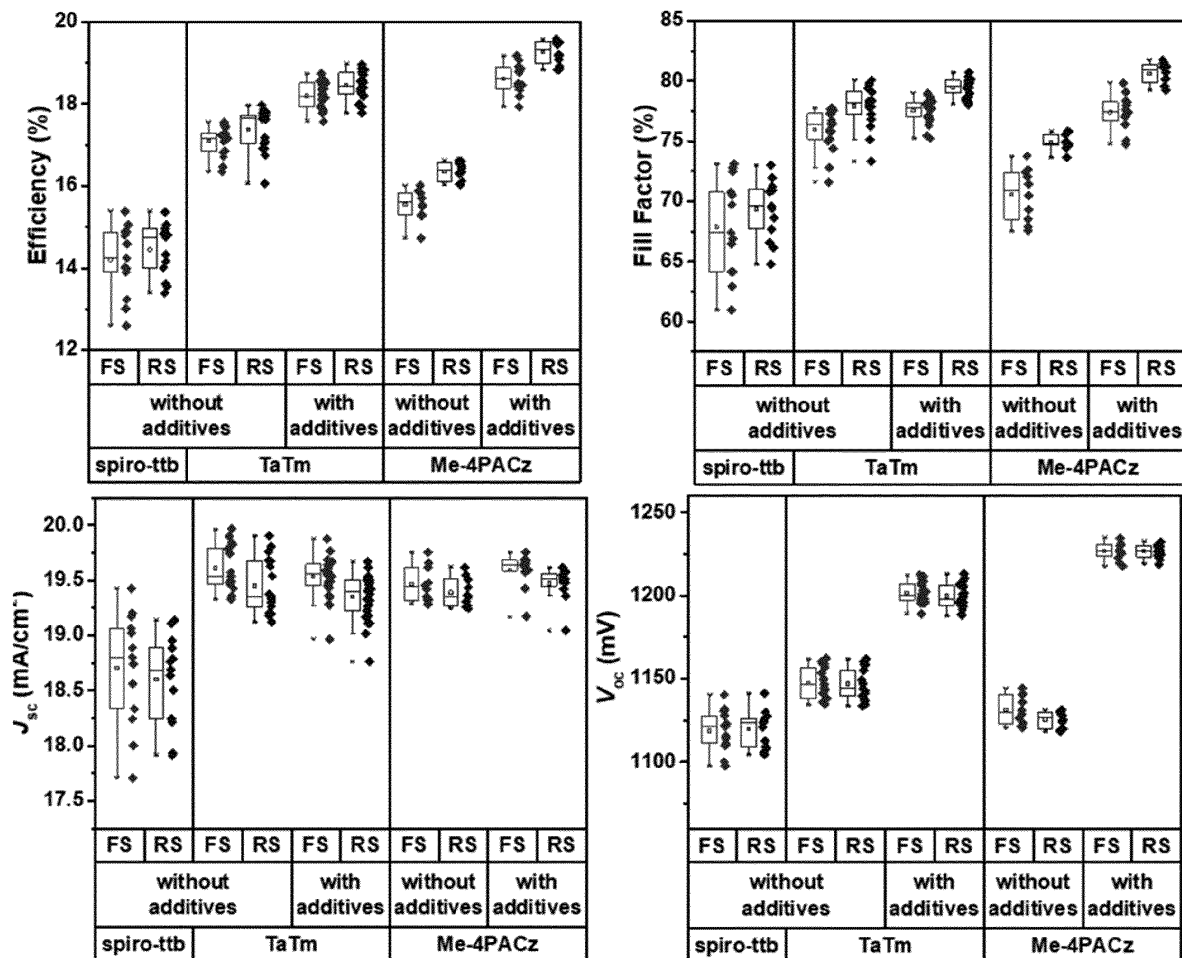 Efficiency (%)
20
18
16
14
12
FS RS FS RS FS RS FS RS FS RS
without additives
with additives
without additives
with additives
spiro-ttb TaTm Me-4PACz
Fill Factor (%)
85
80
75
70
65
60
FS RS FS RS FS RS FS RS FS RS
without additives
with additives
without additives
with additives
spiro-ttb TaTm Me-4PACz
Jsc (mA/cm⁻
20.0
19.5
19.0
18.5
18.0
17.5
FS RS FS RS FS RS FS RS FS RS
without additives
with additives
without additives
with additives
spiro-ttb TaTm Me-4PACz
Voc (mV)
1250
1200
1150
1100
FS RS FS RS FS RS FS RS FS RS
without additives
with additives
without additives
with additives
spiro-ttb TaTm Me-4PACz